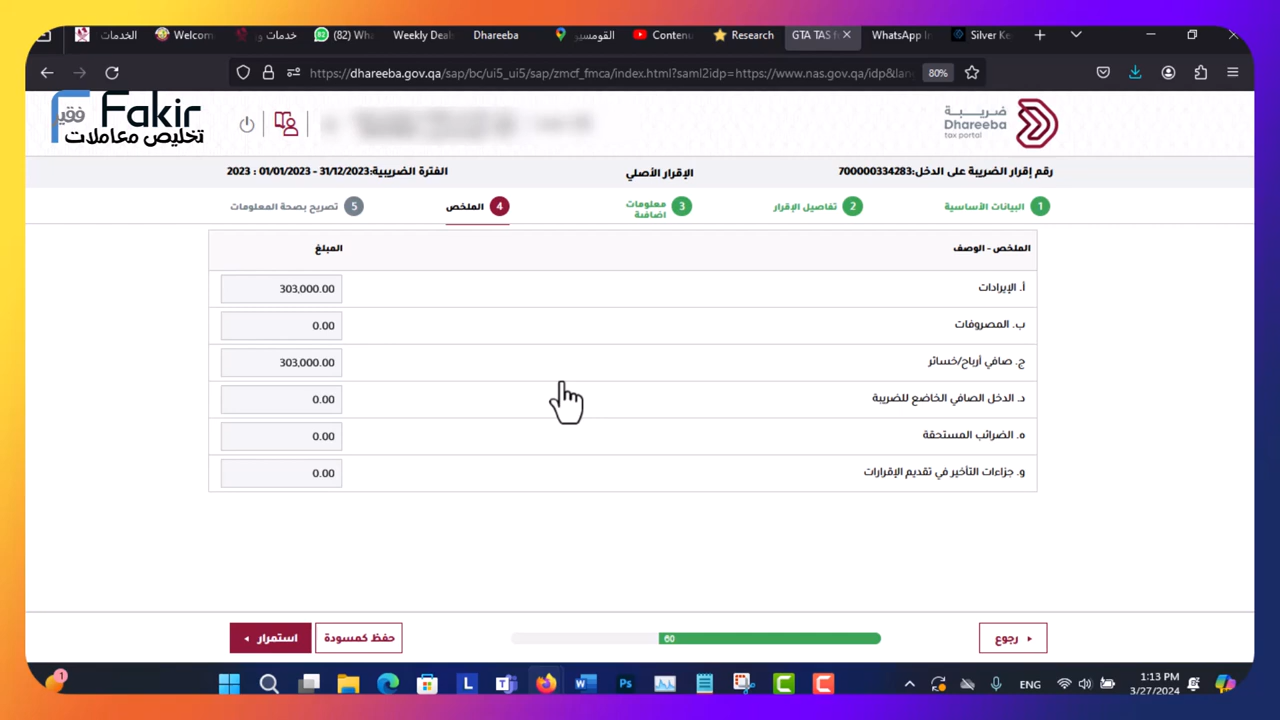 الخدمات
Welcom
خدمات و
(82) Wha
Weekly Deal
Dhareeba
القومسيو
Contenu
Research
GTA TAS f
WhatsApp In
Silver Ke
https://dhareeba.gov.qa/sap/bc/ui5_ui5/sap/zmcf_fmca/index.html?saml2idp=https://www.nas.gov.qa/idp&lan
80%
فقير Fakir
تخليص معاملات
ضريبة
Dhareeba
tax portal
رقم إقرار الضريبة على الدخل:700000334283
الإقرار الأصلي
الفترة الضريبية:31/12/2023 - 01/01/2023 : 2023
1 البيانات الأساسية
2 تفاصيل الإقرار
3 معلومات اضافية
4 الملخص
5 تصريح بصحة المعلومات
الملخص - الوصف المبلغ
أ. الإيرادات 303,000.00
ب. المصروفات 0.00
ج. صافي أرباح/خسائر 303,000.00
د. الدخل الصافي الخاضع للضريبة 0.00
ه. الضرائب المستحقة 0.00
و. جزاءات التأخير في تقديم الإقرارات 0.00
رجوع
60
حفظ كمسودة
استمرار
1
ENG
1:13 PM
3/27/2024